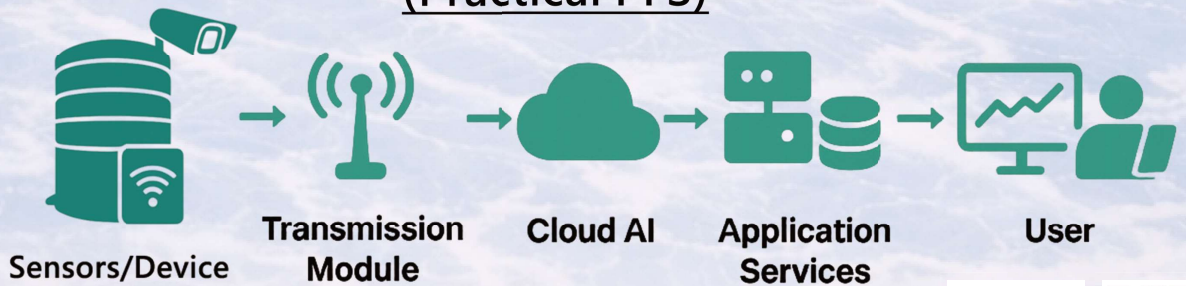 Sensors/Device
Transmission
Module
Cloud AI
Application
Services
User